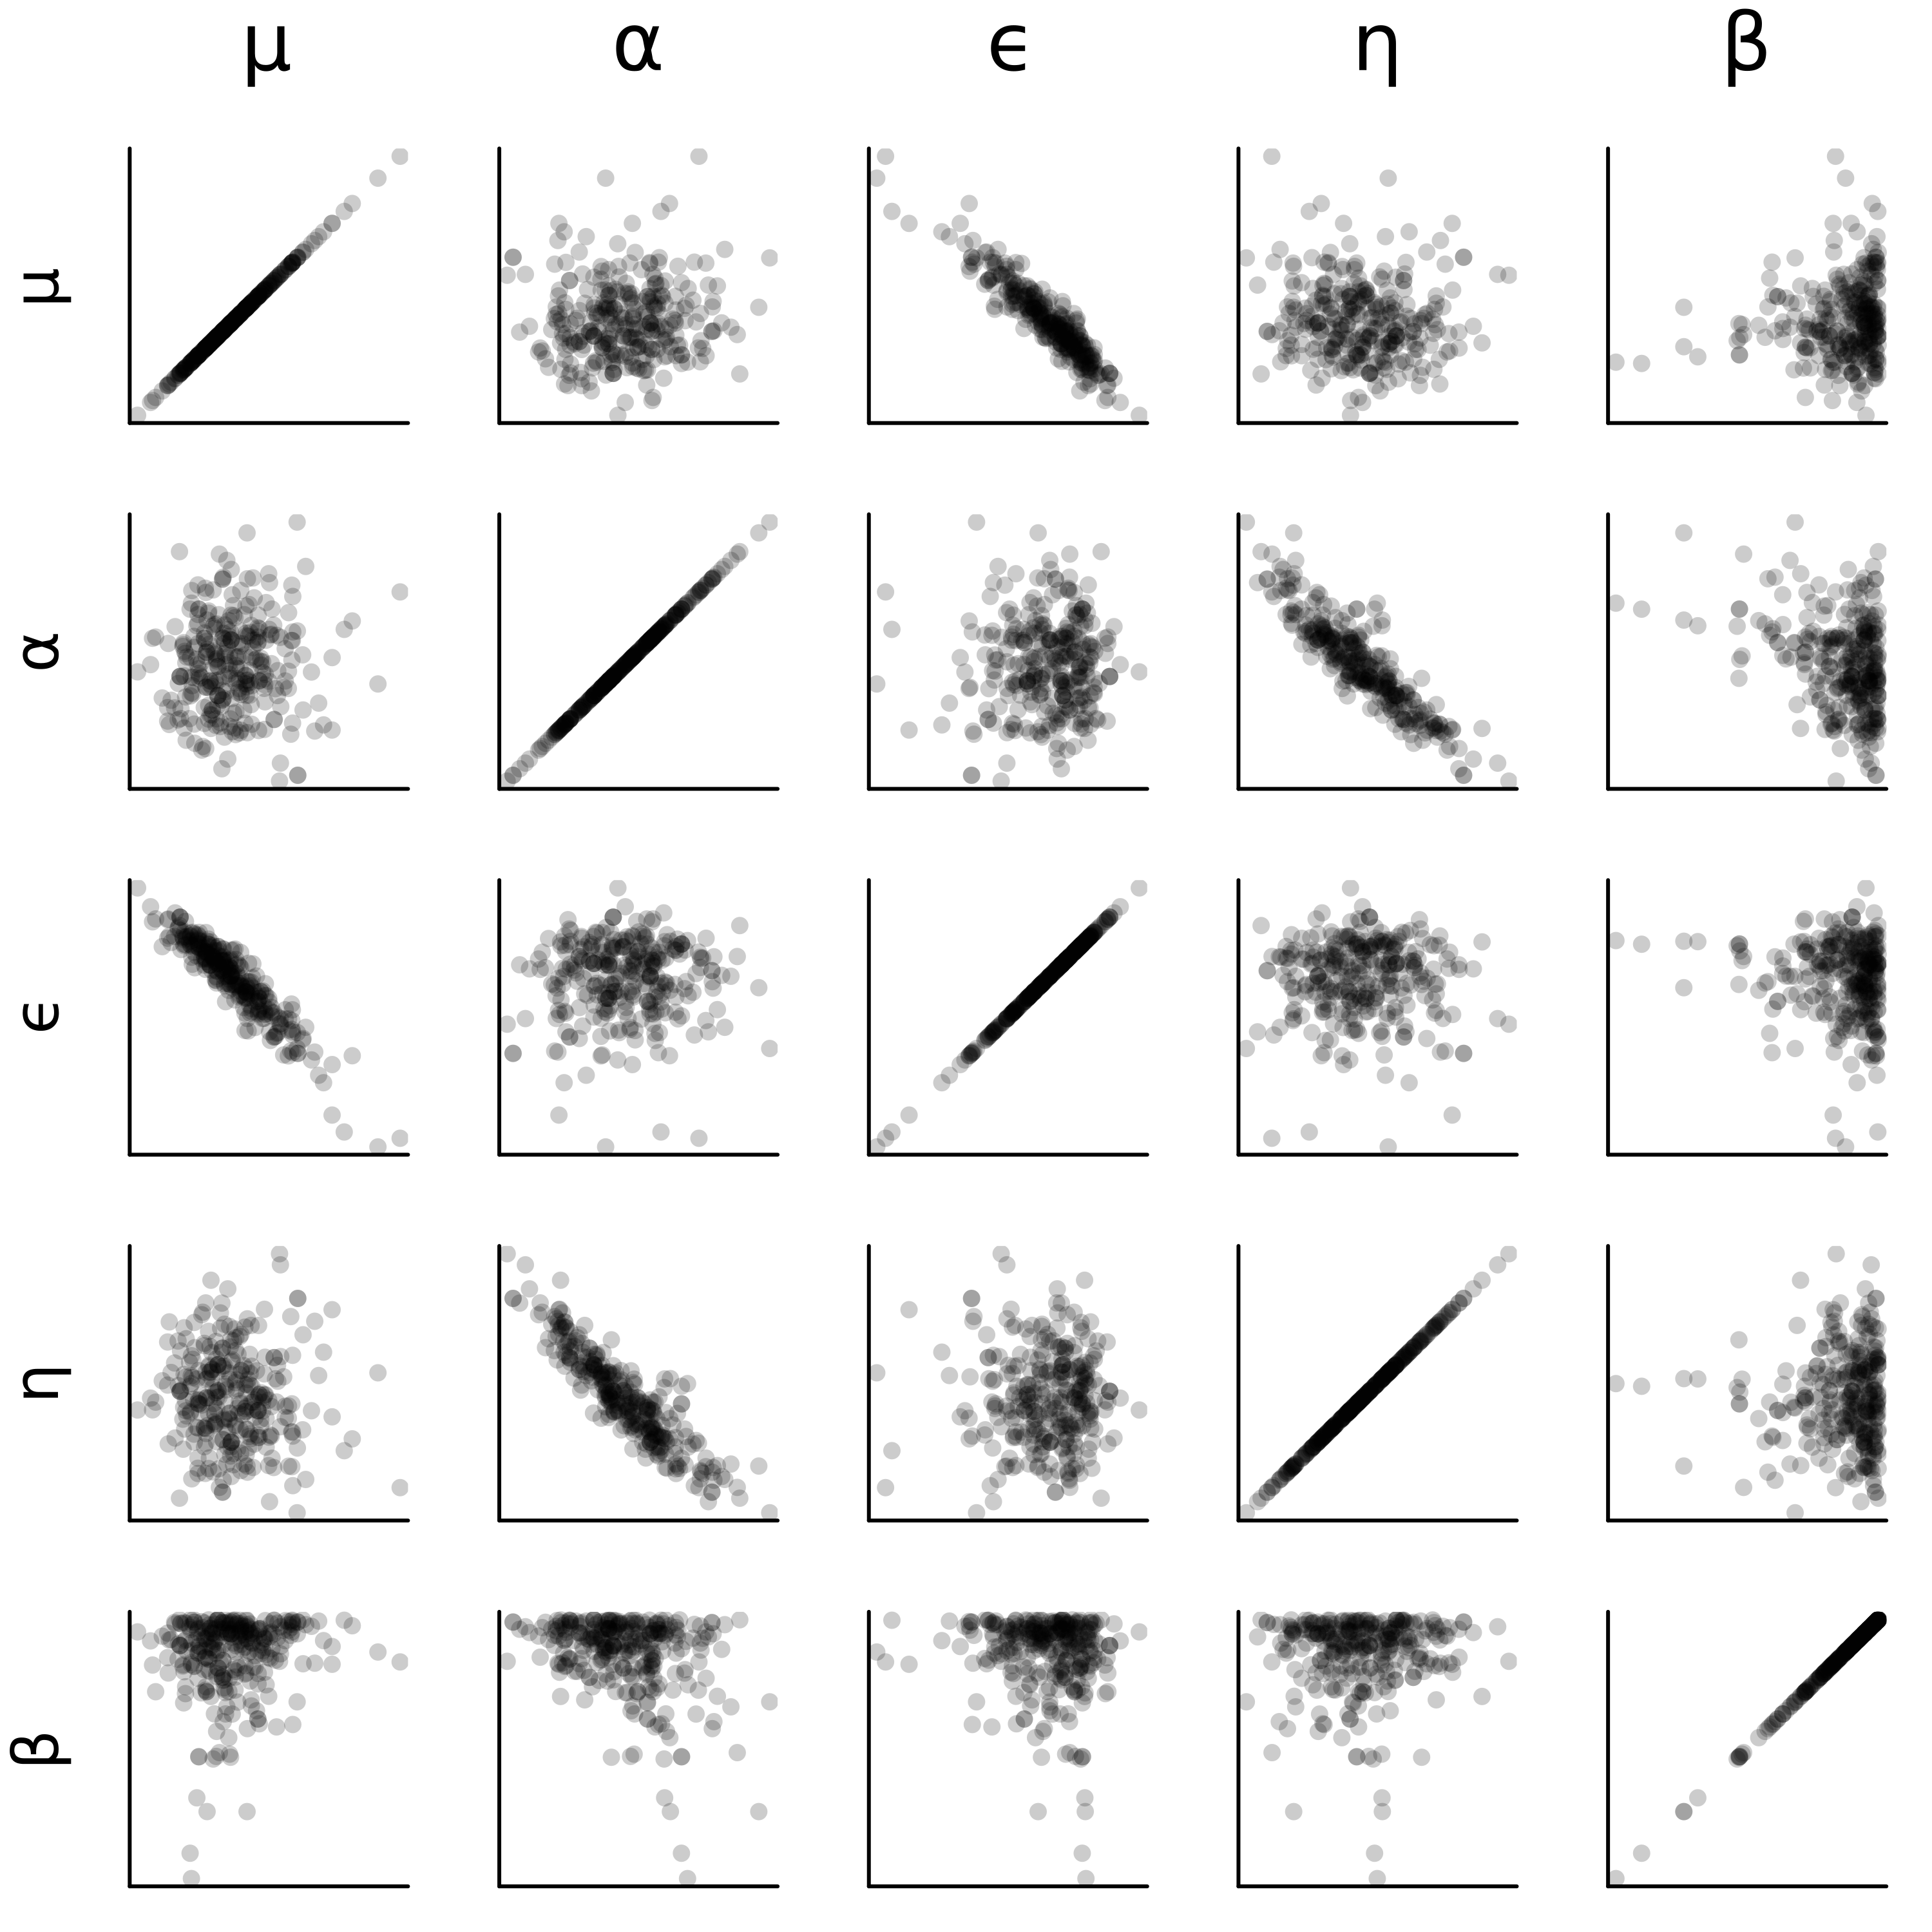 μ α ϵ η β
μ
α
ϵ
η
β